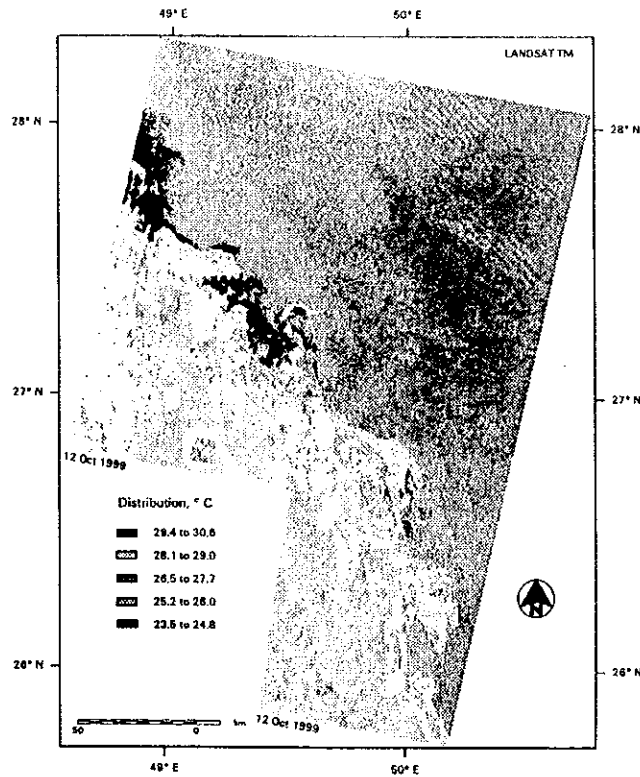 49° E 50° E
LANDSAT TM
28° N 28° N
27° N 27° N
12 Oct 1999
Distribution, ° C
29.4 to 30.6
28.1 to 29.0
26.5 to 27.7
25.2 to 26.0
23.5 to 24.8
N
26° N 26° N
50 0 km
12 Oct 1999
49° E 50° E